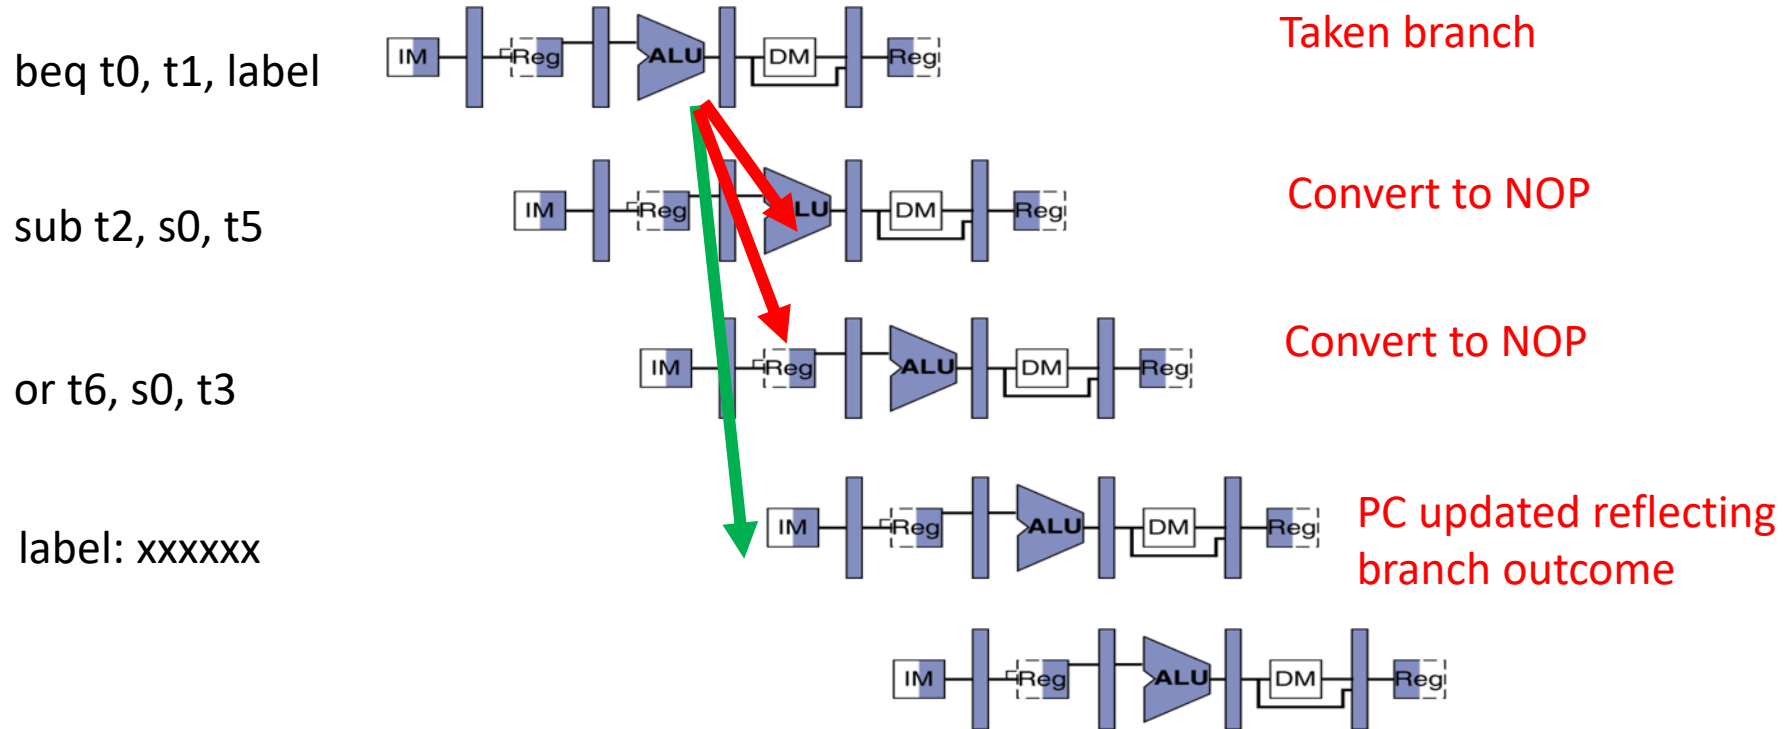 beq t0, t1, label
IM Reg ALU DM Reg
Taken branch
sub t2, s0, t5
IM Reg LU DM Reg
Convert to NOP
or t6, s0, t3
IM Reg ALU DM Reg
Convert to NOP
label: xxxxxx
IM Reg ALU DM Reg
PC updated reflecting
branch outcome
IM Reg ALU DM Reg